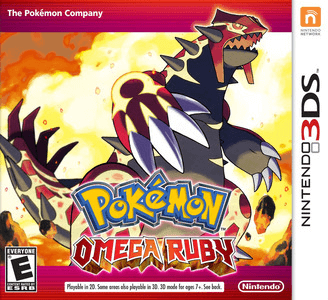 The Pokémon Company
NINTENDO
NETWORK
NINTENDO 3DS
POKéMON
OMEGA RUBY
EVERYONE
E
ESRB
Playable in 2D. Some areas also playable in 3D. 3D mode for ages 7+. See back.
Nintendo